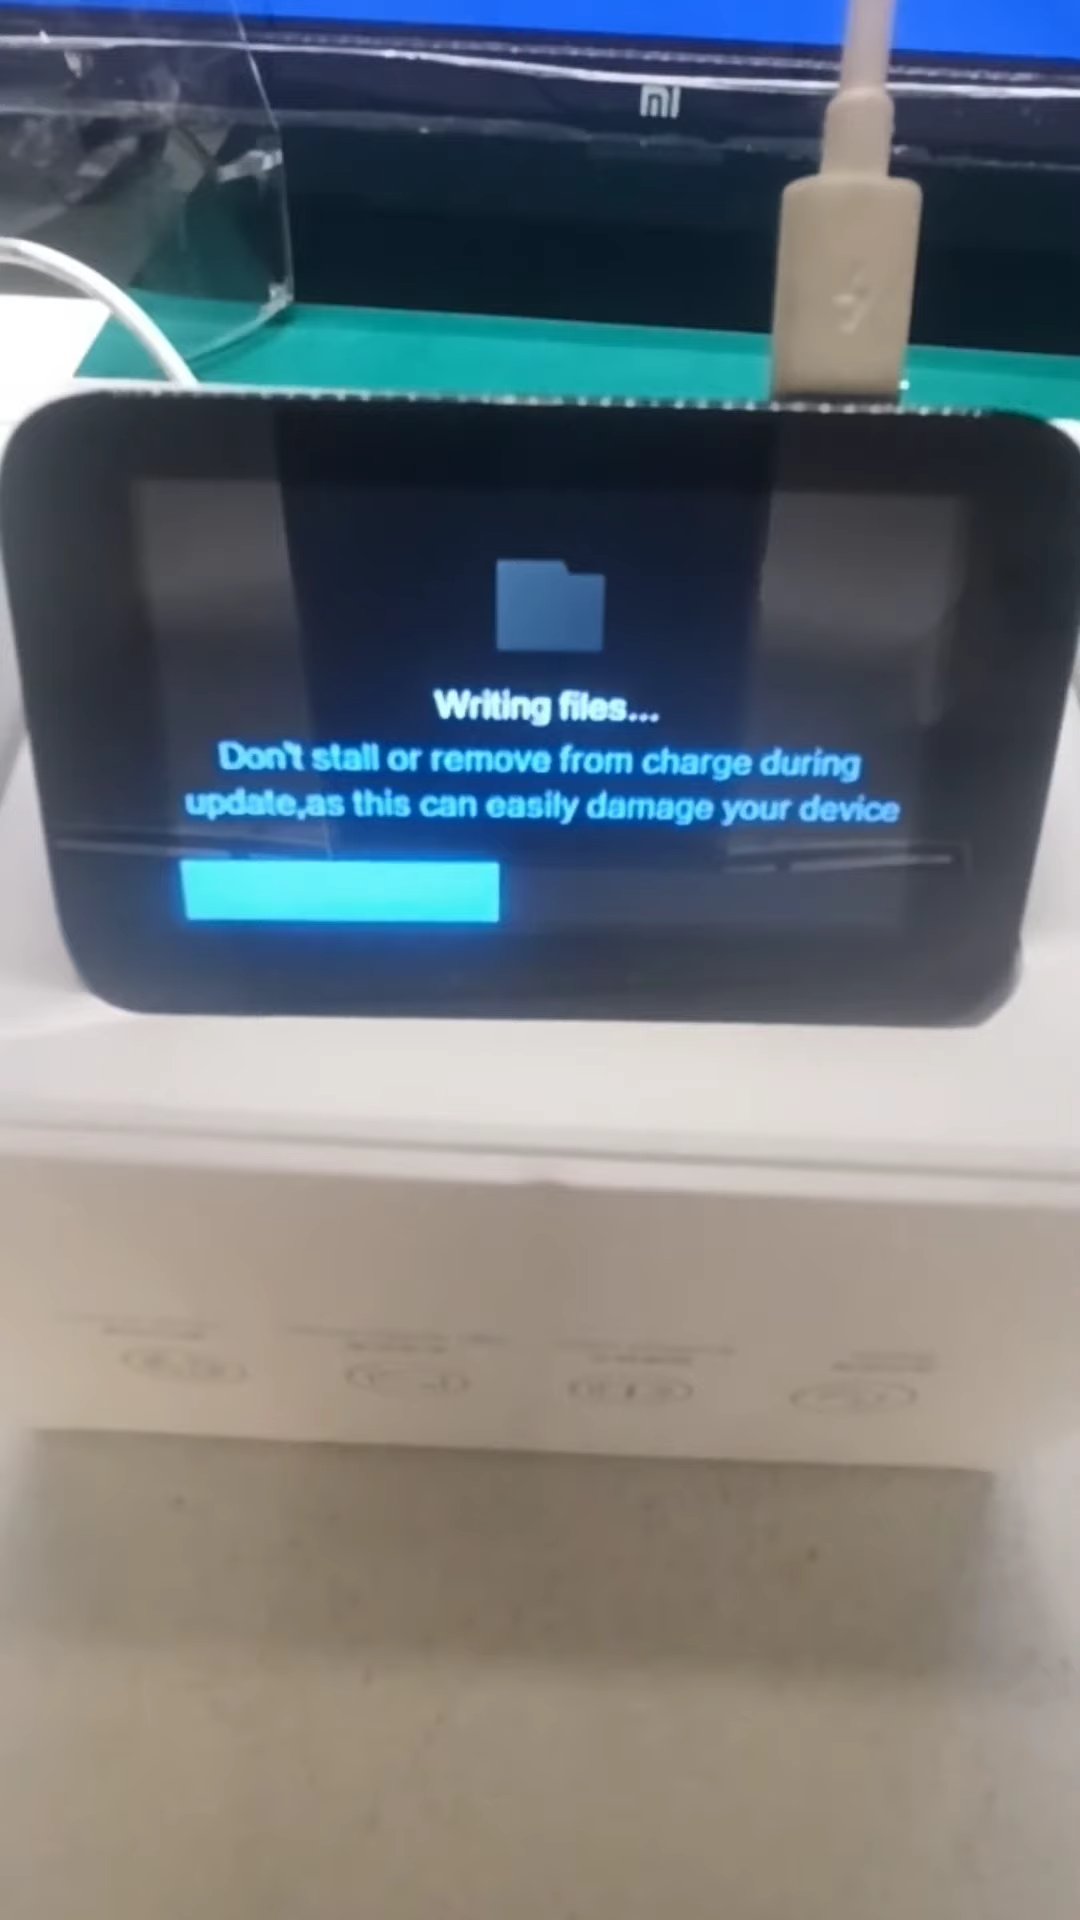 mi
Writing files...
Don't stall or remove from charge during
update,as this can easily damage your device